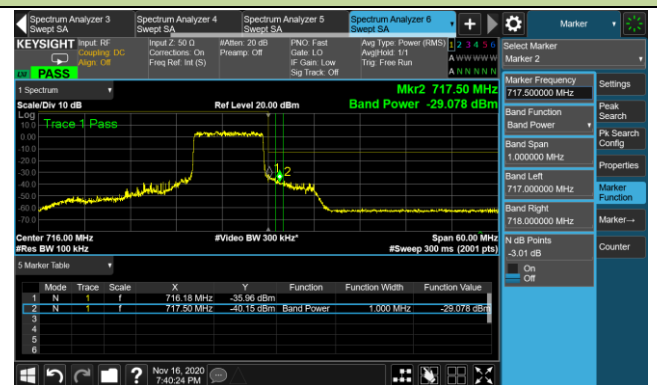 Spectrum Analyzer 3
Swept SA
Spectrum Analyzer 4
Swept SA
Spectrum Analyzer 5
Swept SA
Spectrum Analyzer 6
Swept SA
Marker
KEYSIGHT
Input: RF
Coupling: DC
Align: Off
PASS
Input Z: 50 Ω
Corrections: On
Freq Ref: Int (S)
#Atten: 20 dB
Preamp: Off
PNO: Fast
Gate: LO
IF Gain: Low
Sig Track: Off
Avg Type: Power (RMS)
Avg|Hold: 1/1
Trig: Free Run
1 2 3 4 5 6
A W W W W W
A N N N N N
Select Marker
Marker 2
1 Spectrum
Mkr2 717.50 MHz
Scale/Div 10 dB
Ref Level 20.00 dBm
Band Power -29.078 dBm
Log
Trace 1 Pass
10.0
0.00
-10.0
-20.0
-30.0
-40.0
-50.0
-60.0
-70.0
1
2
Center 716.00 MHz
#Video BW 300 kHz*
Span 60.00 MHz
#Res BW 100 kHz
#Sweep 300 ms (2001 pts)
5 Marker Table
Mode Trace Scale X Y Function Function Width Function Value
1 N 1 f 716.18 MHz -35.96 dBm
2 N 1 f 717.50 MHz -40.15 dBm Band Power 1.000 MHz -29.078 dBm
3
4
5
6
Marker Frequency
717.500000 MHz
Band Function
Band Power
Band Span
1.000000 MHz
Band Left
717.000000 MHz
Band Right
718.000000 MHz
N dB Points
-3.01 dB
On
Off
Settings
Peak
Search
Pk Search
Config
Properties
Marker
Function
Marker→
Counter
?
Nov 16, 2020
7:40:24 PM